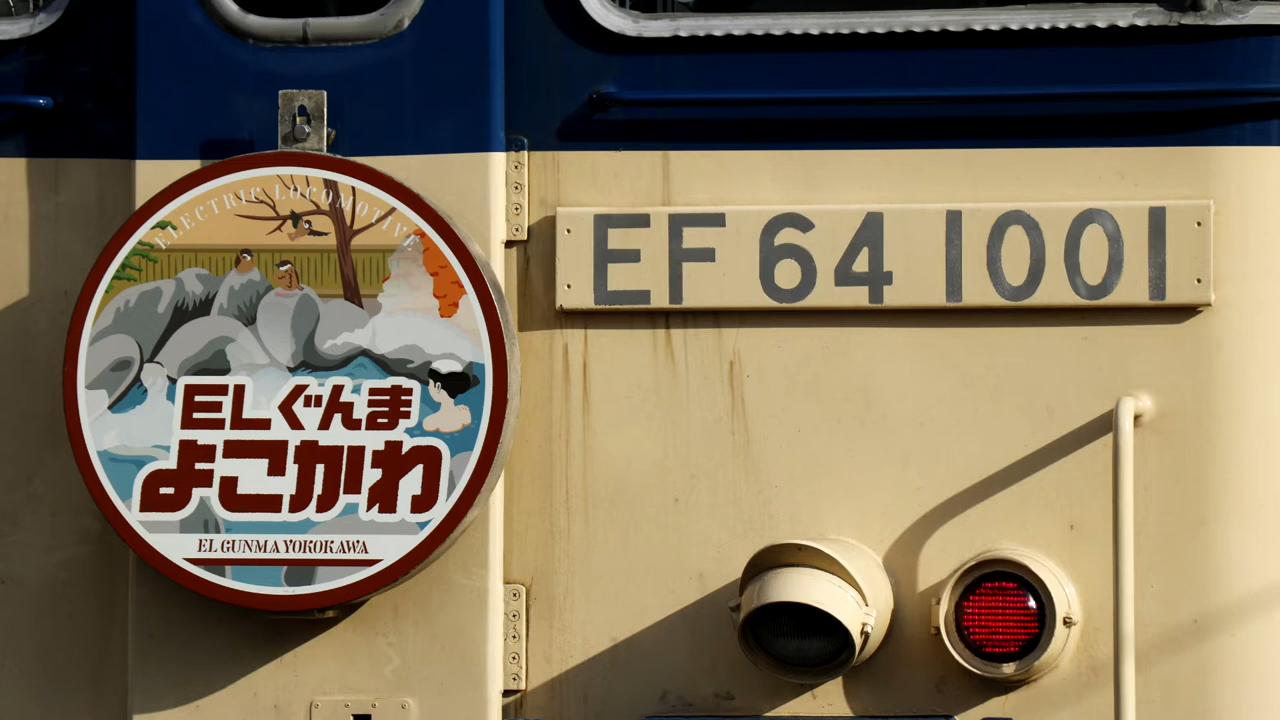 ELECTRIC LOCOMOTIVE
ELぐんま
よこかわ
EL GUNMA YOKOKAWA
EF 64 1001